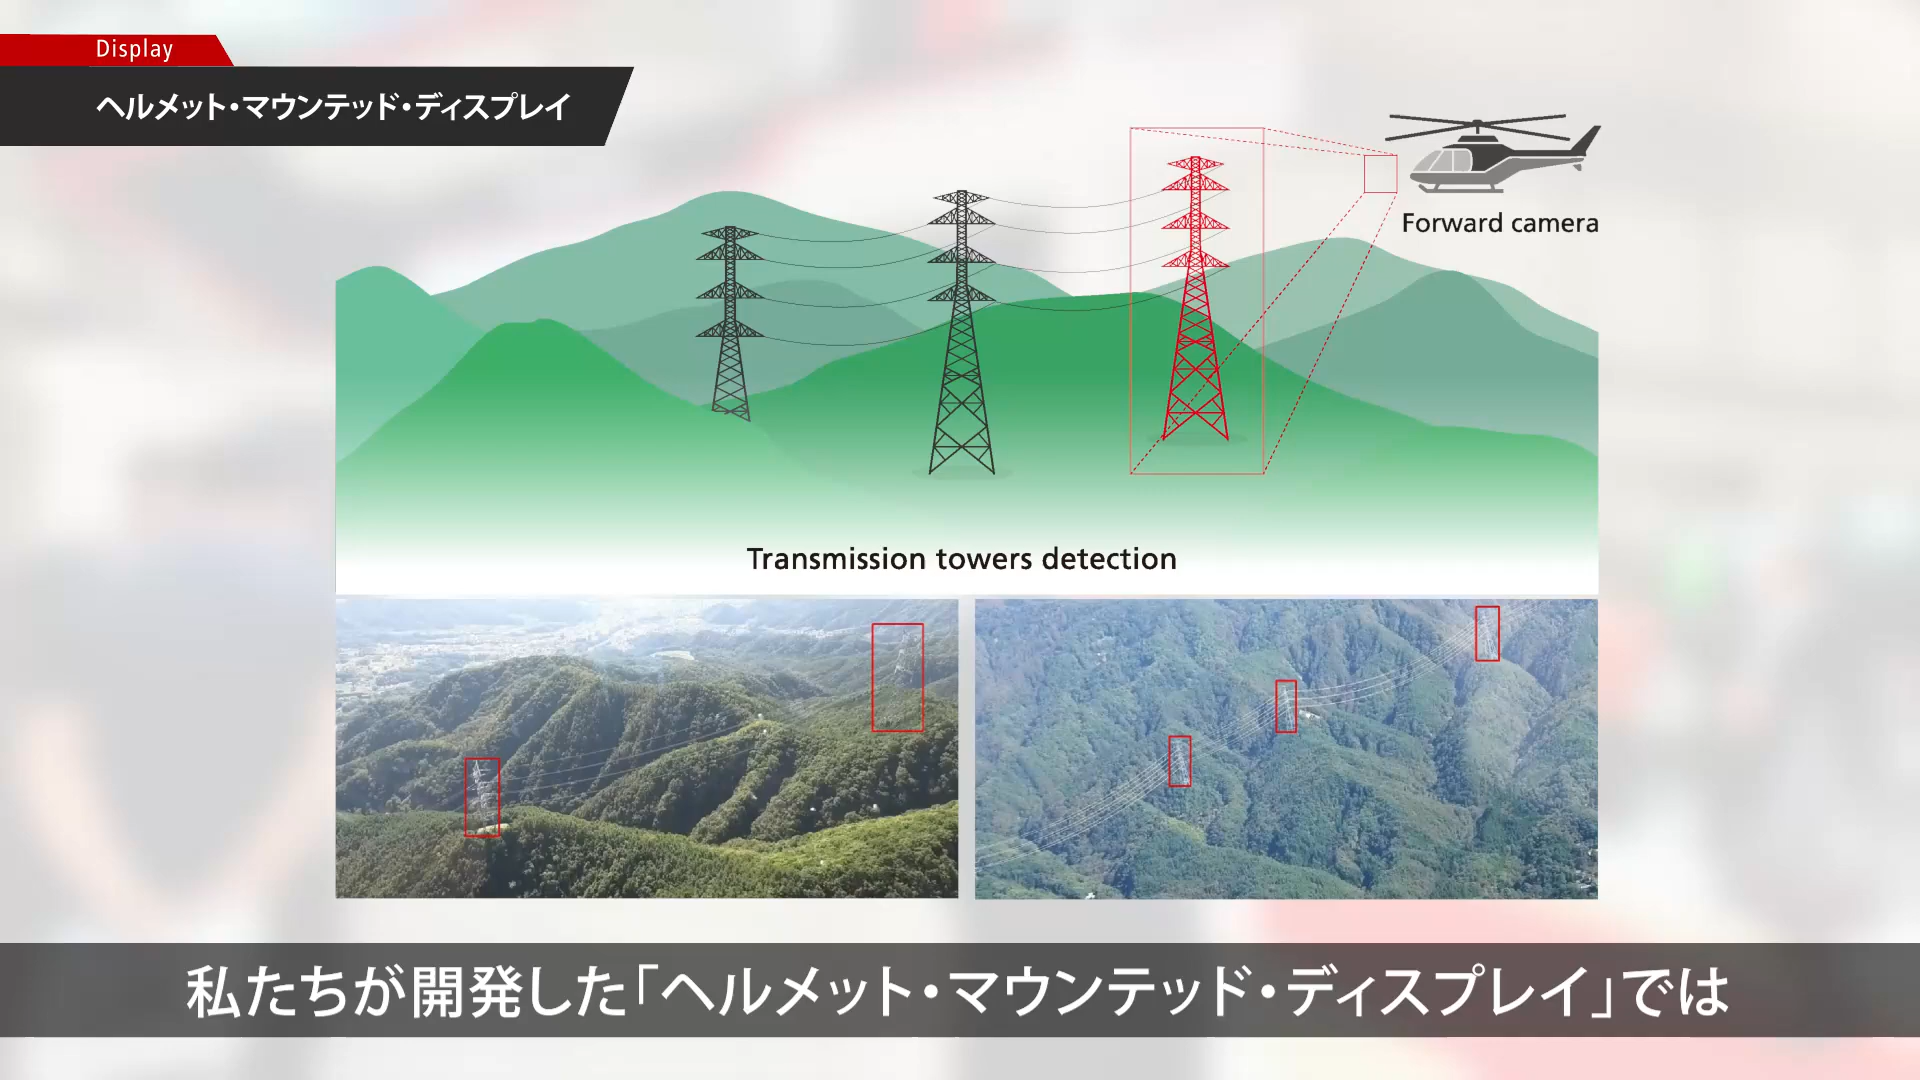 Display
ヘルメット・マウンテッド・ディスプレイ
Forward camera
Transmission towers detection
私たちが開発した「ヘルメット・マウンテッド・ディスプレイ」では